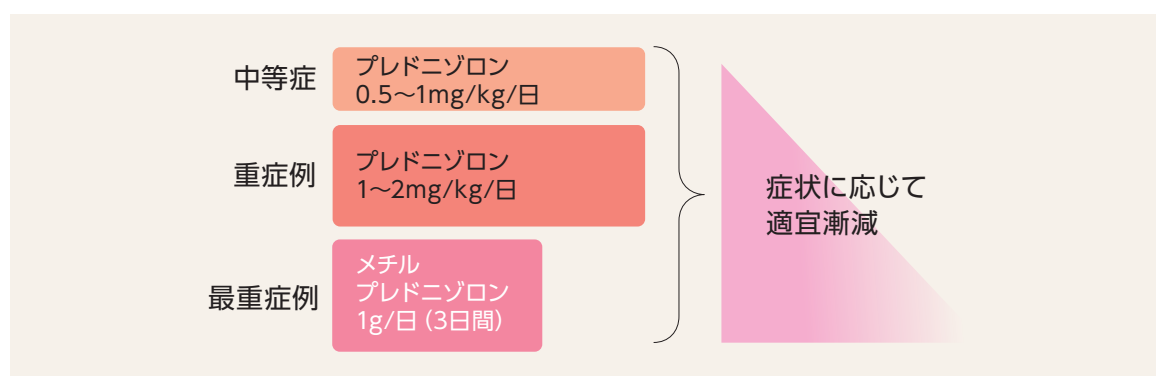 中等症
プレドニゾロン
0.5〜1mg/kg/日
重症例
プレドニゾロン
1〜2mg/kg/日
最重症例
メチル
プレドニゾロン
1g/日（3日間）
症状に応じて
適宜漸減